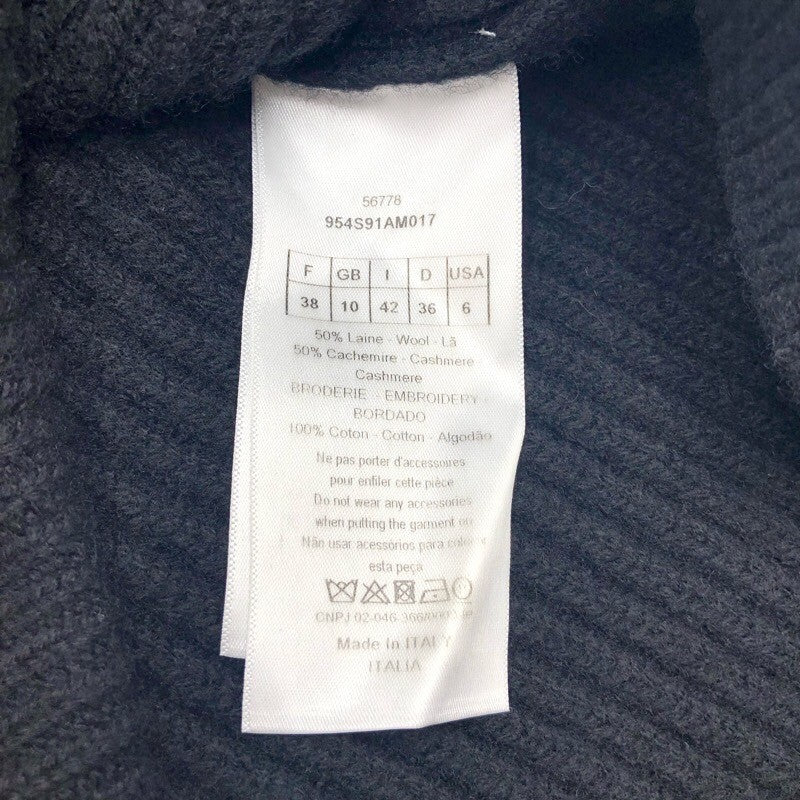 56778
954S91AM017
F GB I D USA
38 10 42 36 6
50% Laine - Wool - Lã
50% Cachemire - Cashmere
Cashmere
BRODERIE - EMBROIDERY -
BORDADO
100% Coton - Cotton - Algodão
Ne pas porter d'accessoires
pour enfiler cette pièce
Do not wear any accessories
when putting the garment on
Não usar acessórios para
esta peça
CNPJ
Made in ITALY
ITALIA